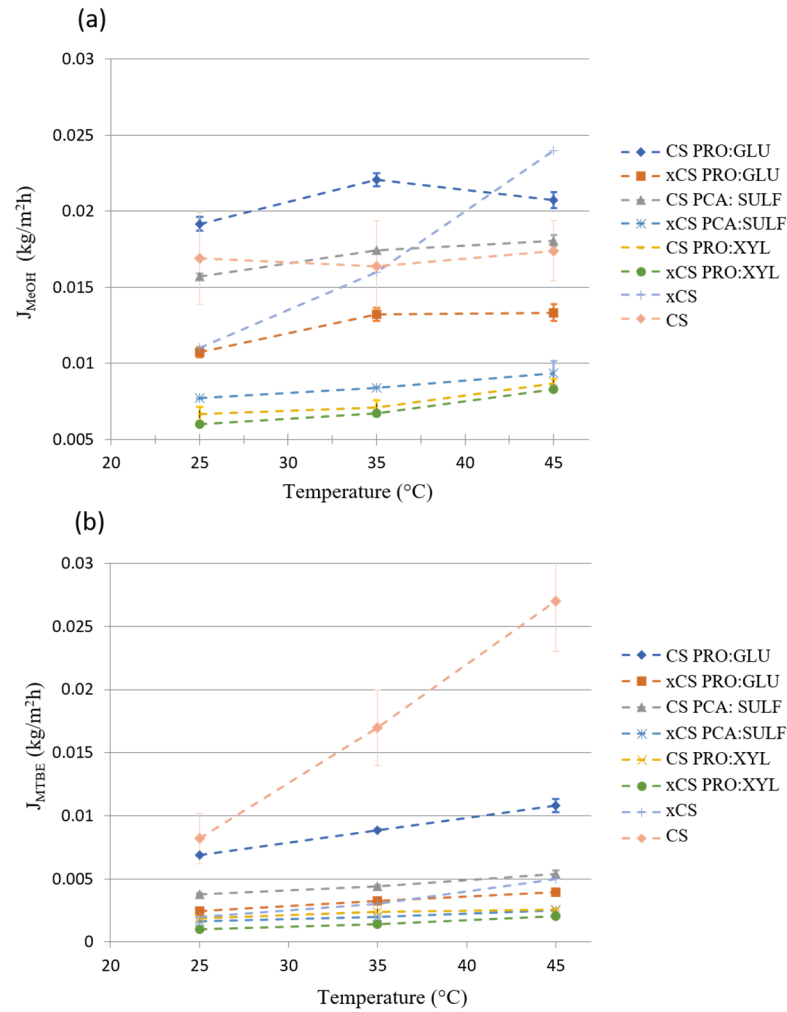 (a)
0.03
0.025
0.02
0.015
0.01
0.005
20 25 30 35 40 45
J_MeOH (kg/m²h)
Temperature (°C)
CS PRO:GLU
xCS PRO:GLU
CS PCA: SULF
xCS PCA:SULF
CS PRO:XYL
xCS PRO:XYL
xCS
CS
(b)
0.03
0.025
0.02
0.015
0.01
0.005
0
20 25 30 35 40 45
J_MTBE (kg/m²h)
Temperature (°C)
CS PRO:GLU
xCS PRO:GLU
CS PCA: SULF
xCS PCA:SULF
CS PRO:XYL
xCS PRO:XYL
xCS
CS